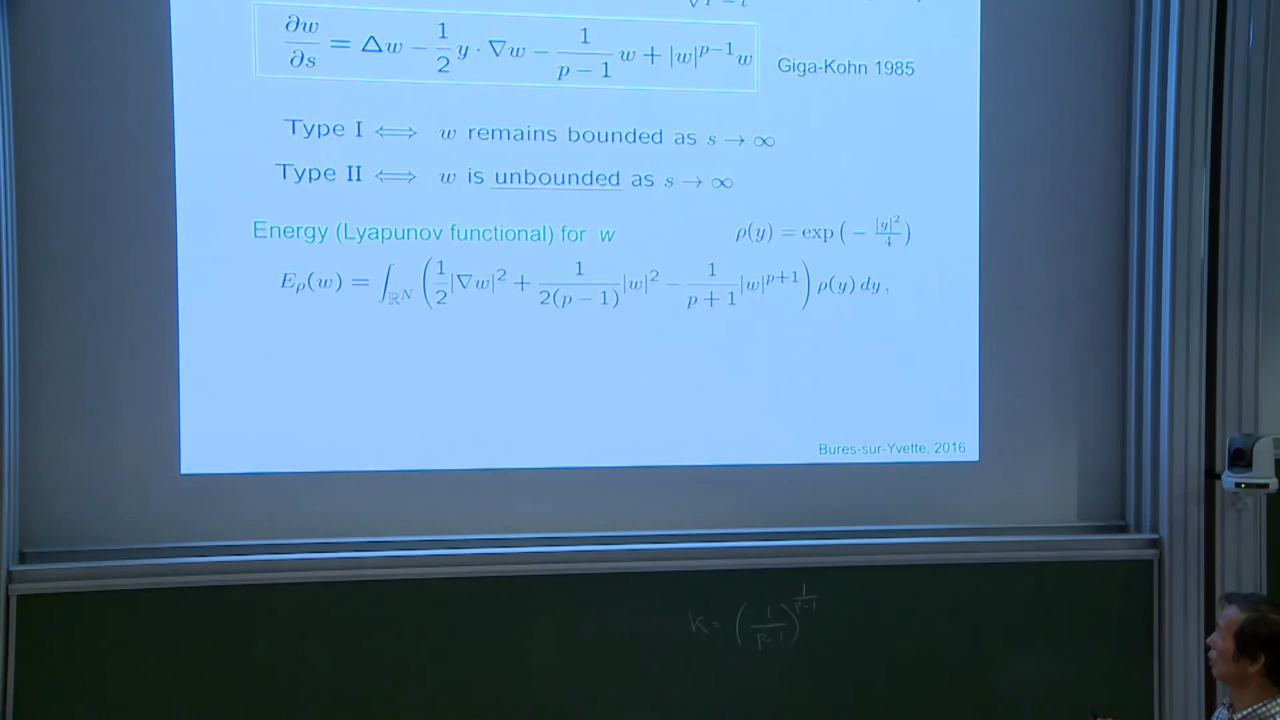 ∂w/∂s = Δw − 1/2 y · ∇w − 1/(p − 1) w + |w|^{p−1}w Giga-Kohn 1985
Type I ⟺ w remains bounded as s → ∞
Type II ⟺ w is unbounded as s → ∞
Energy (Lyapunov functional) for w ρ(y) = exp ( − |y|²/4 )
E_ρ(w) = ∫_{ℝ^N} ( 1/2 |∇w|² + 1/(2(p − 1)) |w|² − 1/(p + 1) |w|^{p+1} ) ρ(y) dy ,
Bures-sur-Yvette, 2016
K = ( 1/(p-1) )^{1/(p-1)}